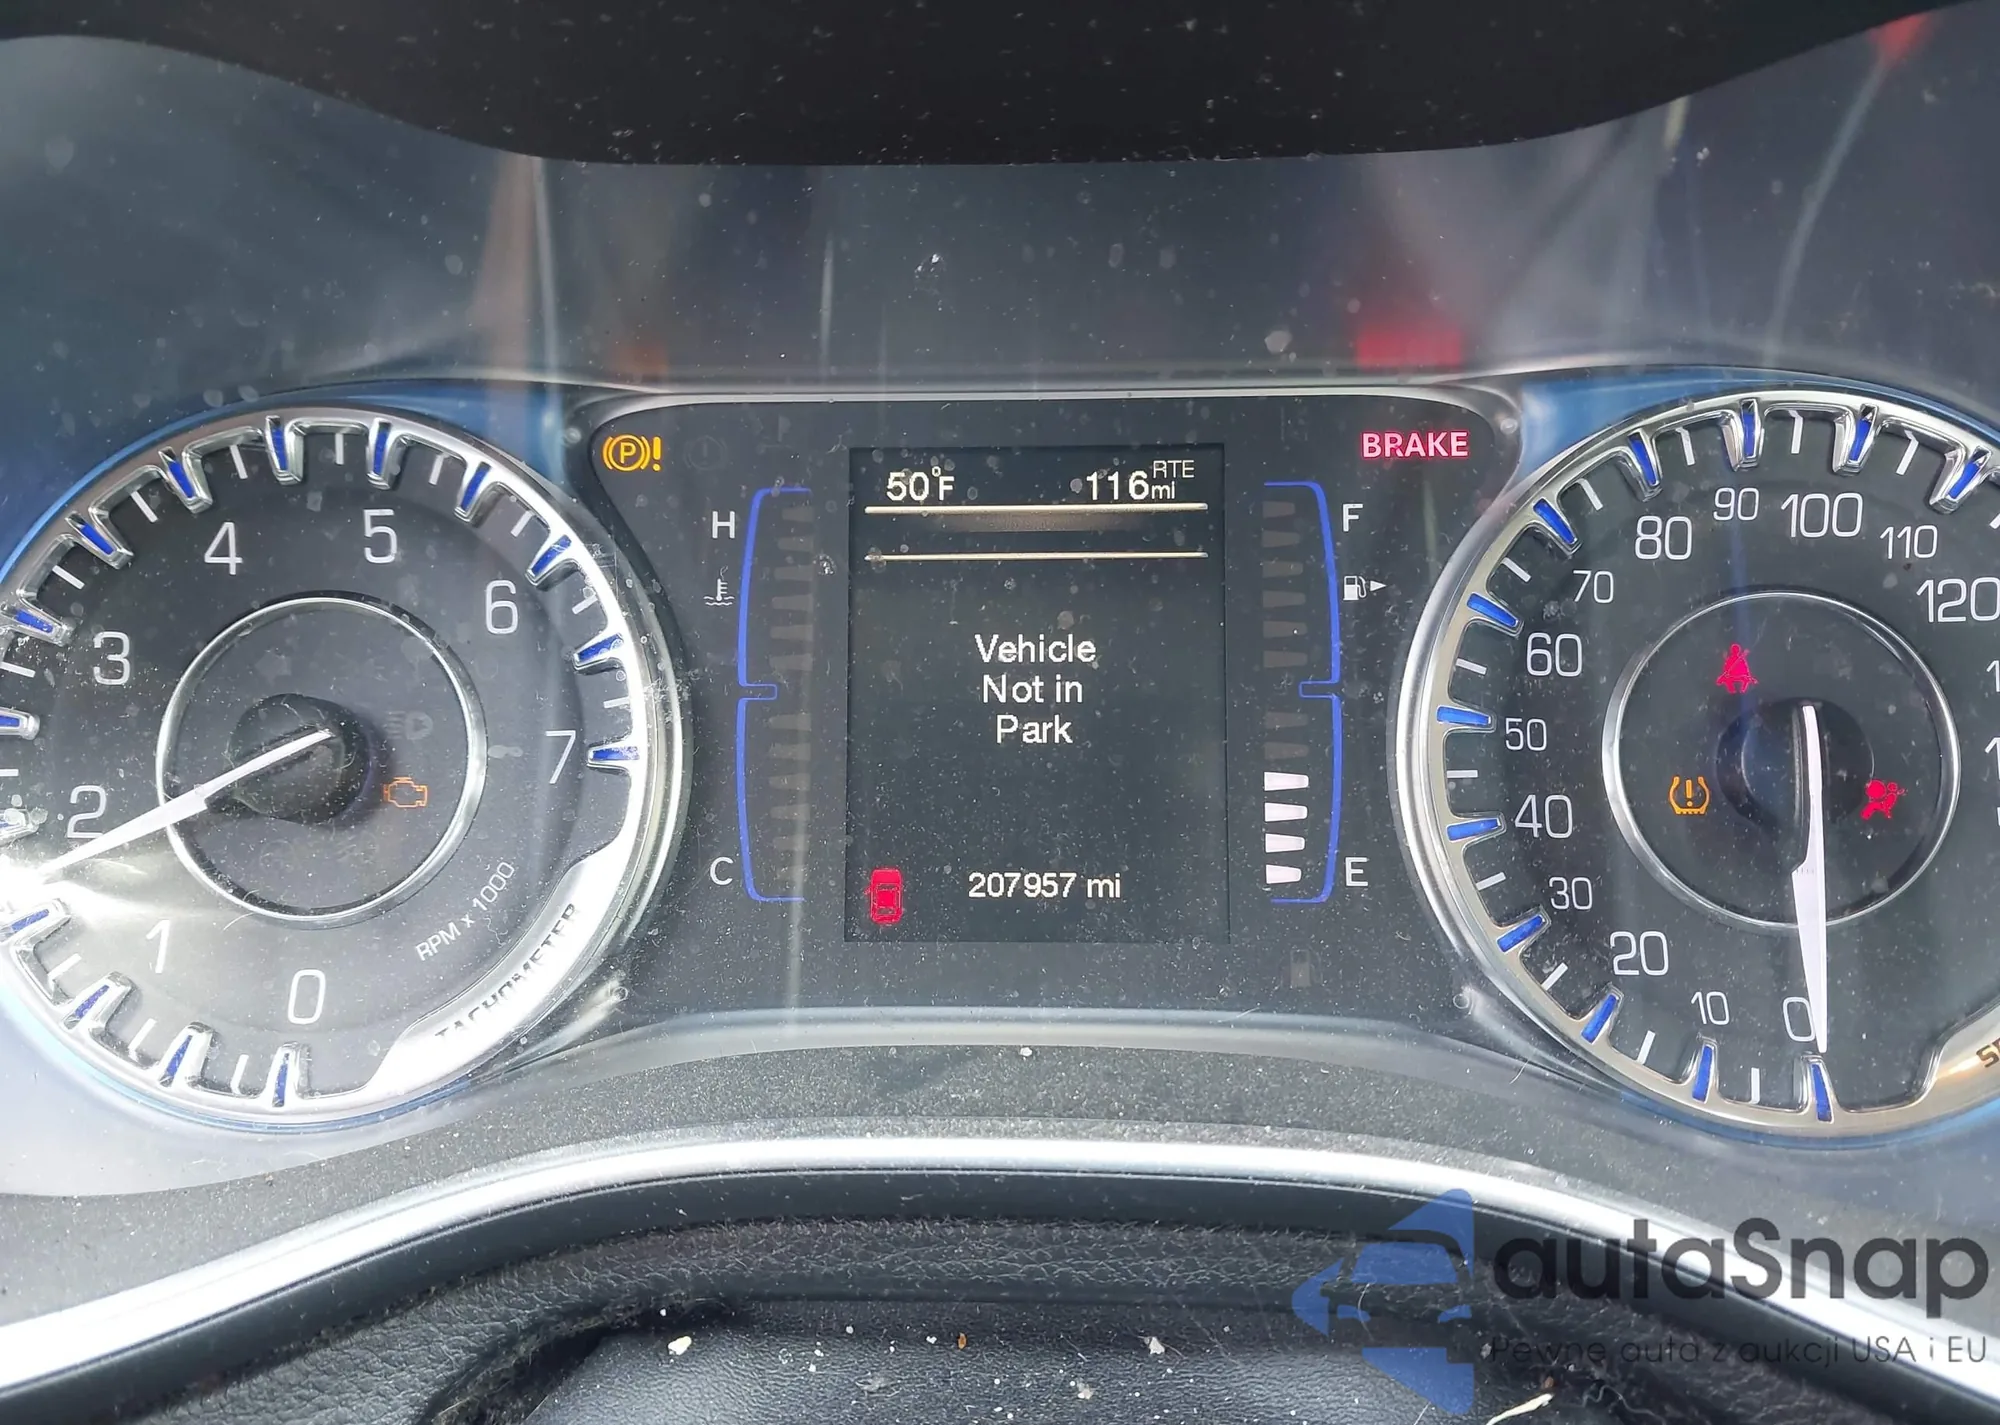 BRAKE
50°F 116mi RTE
H
F
Vehicle
Not in
Park
C
E
207957 mi
0
1
2
3
4
5
6
7
RPM x 1000
TACHOMETER
0
10
20
30
40
50
60
70
80
90
100
110
120
autaSnap
Pewne auta z aukcji USA i EU